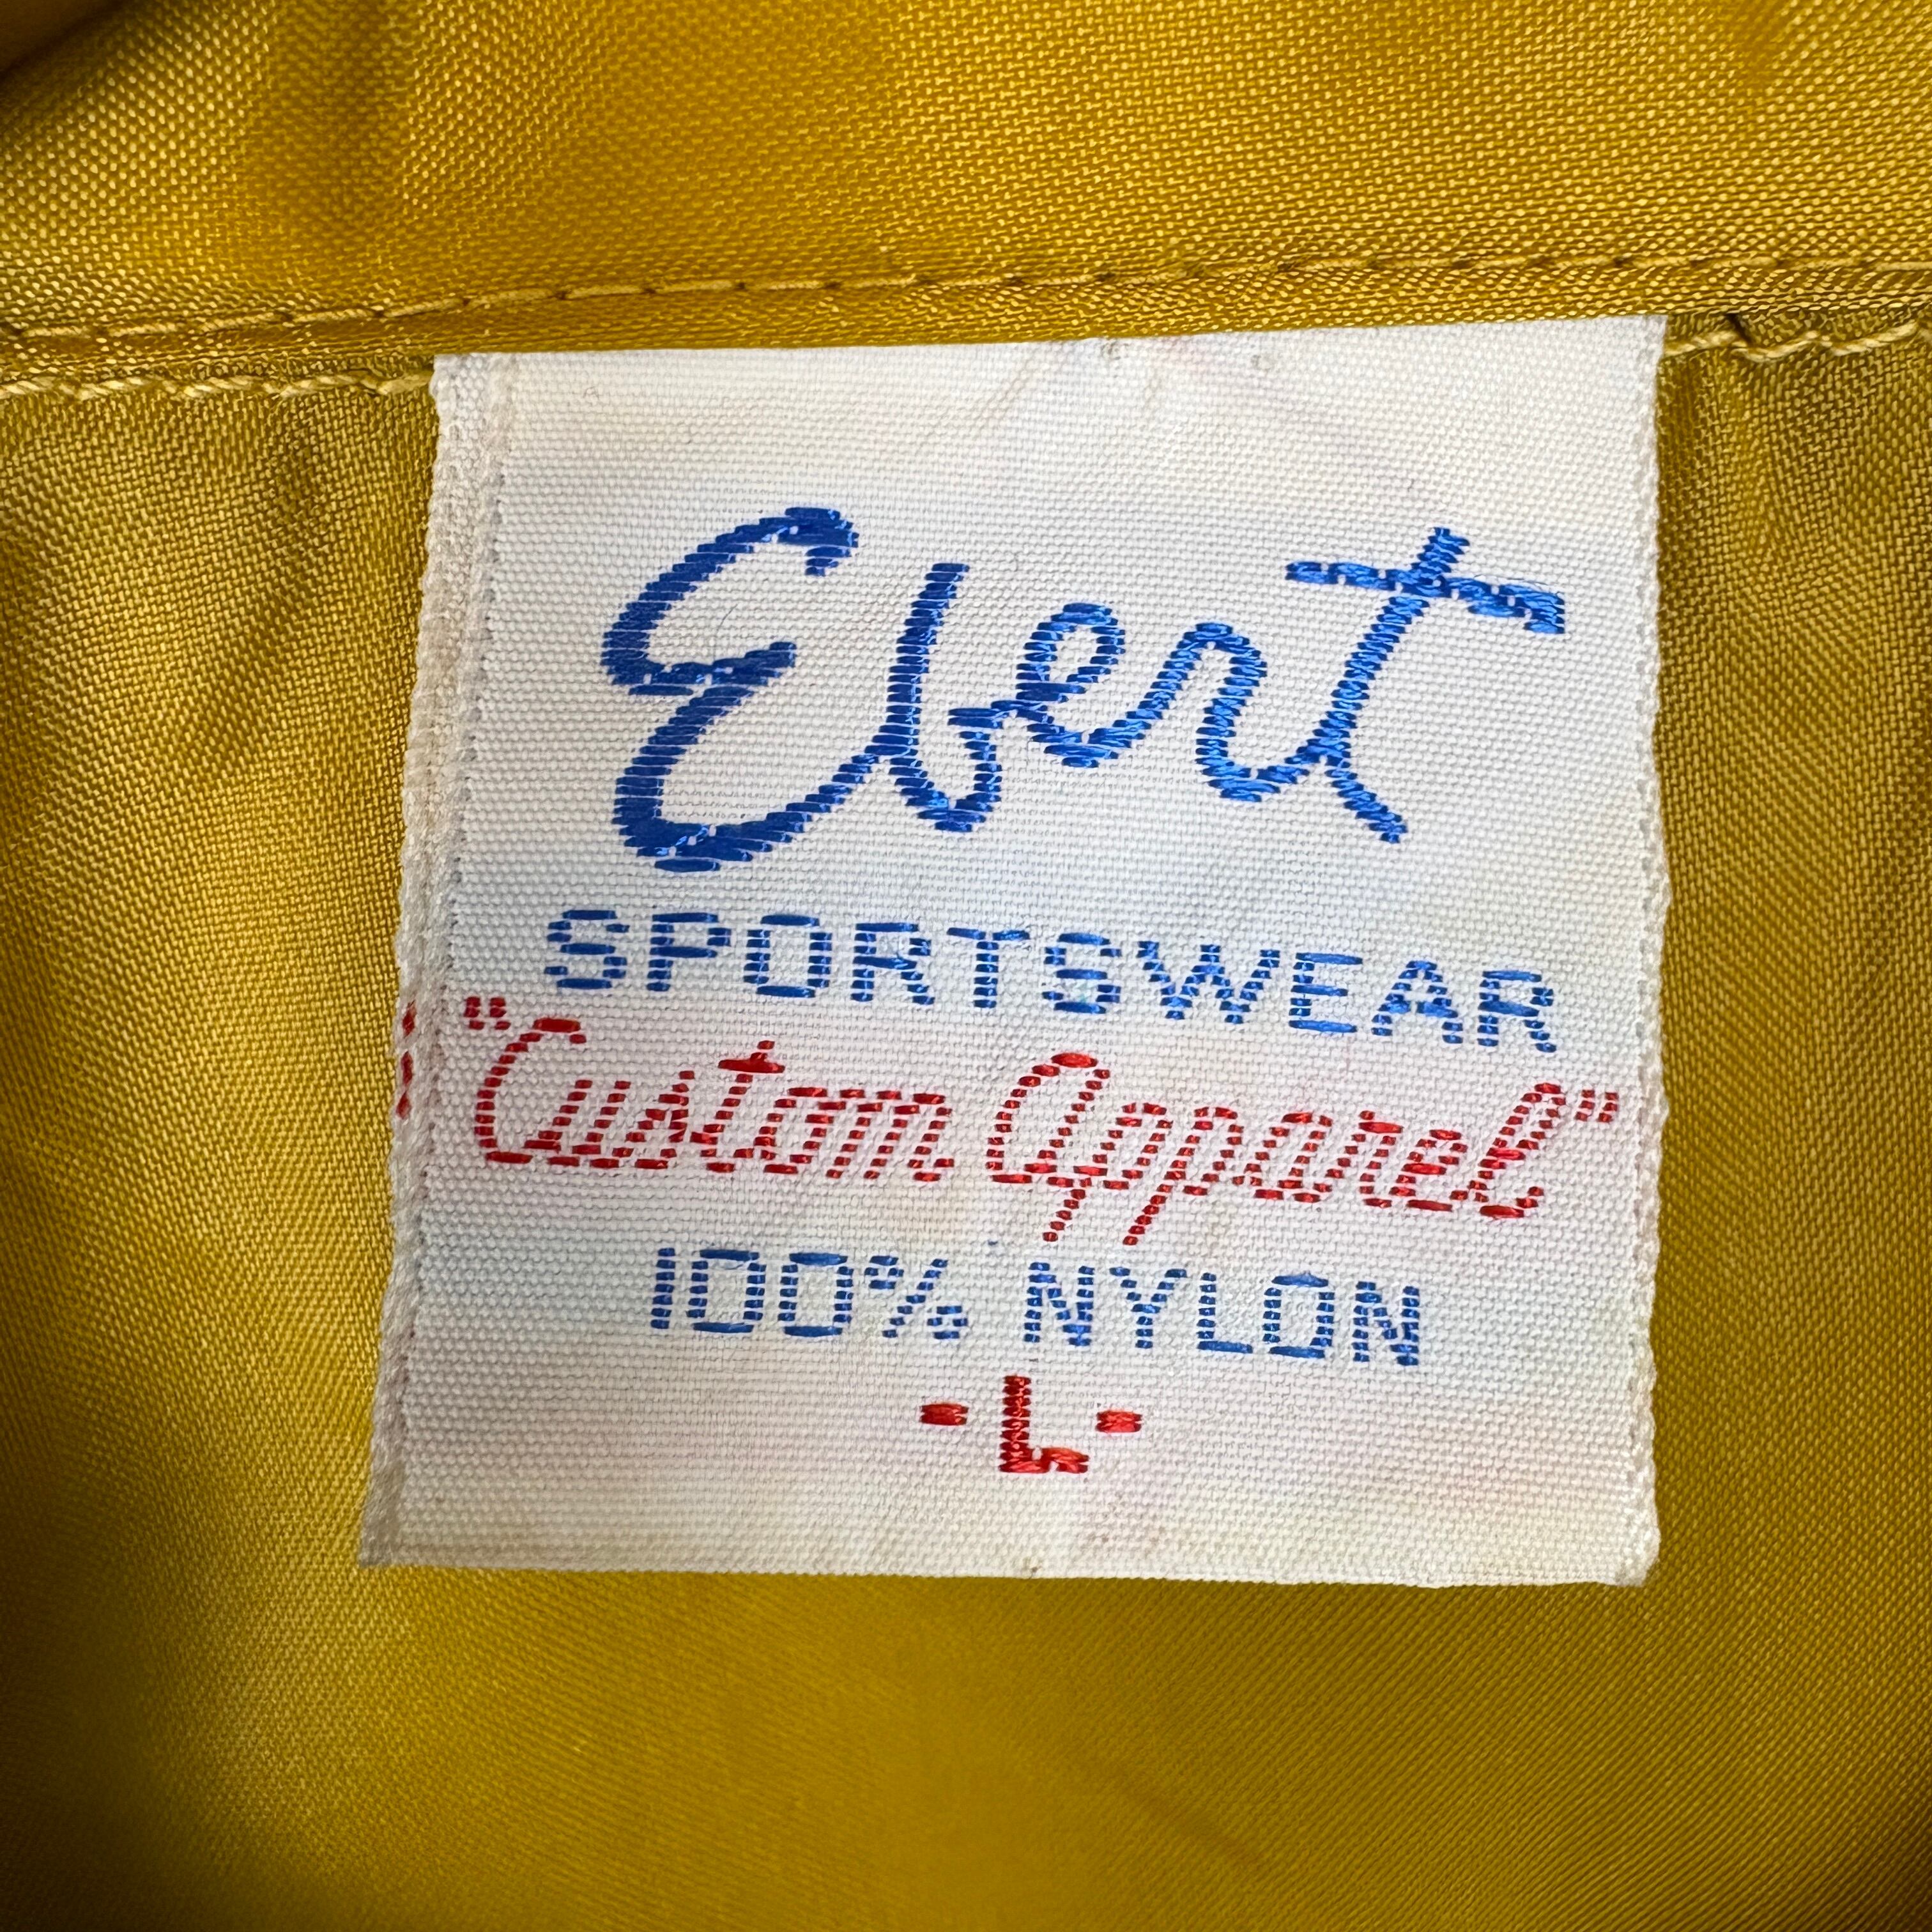 Ebert
SPORTSWEAR
"Custom Apparel"
100% NYLON
-L-